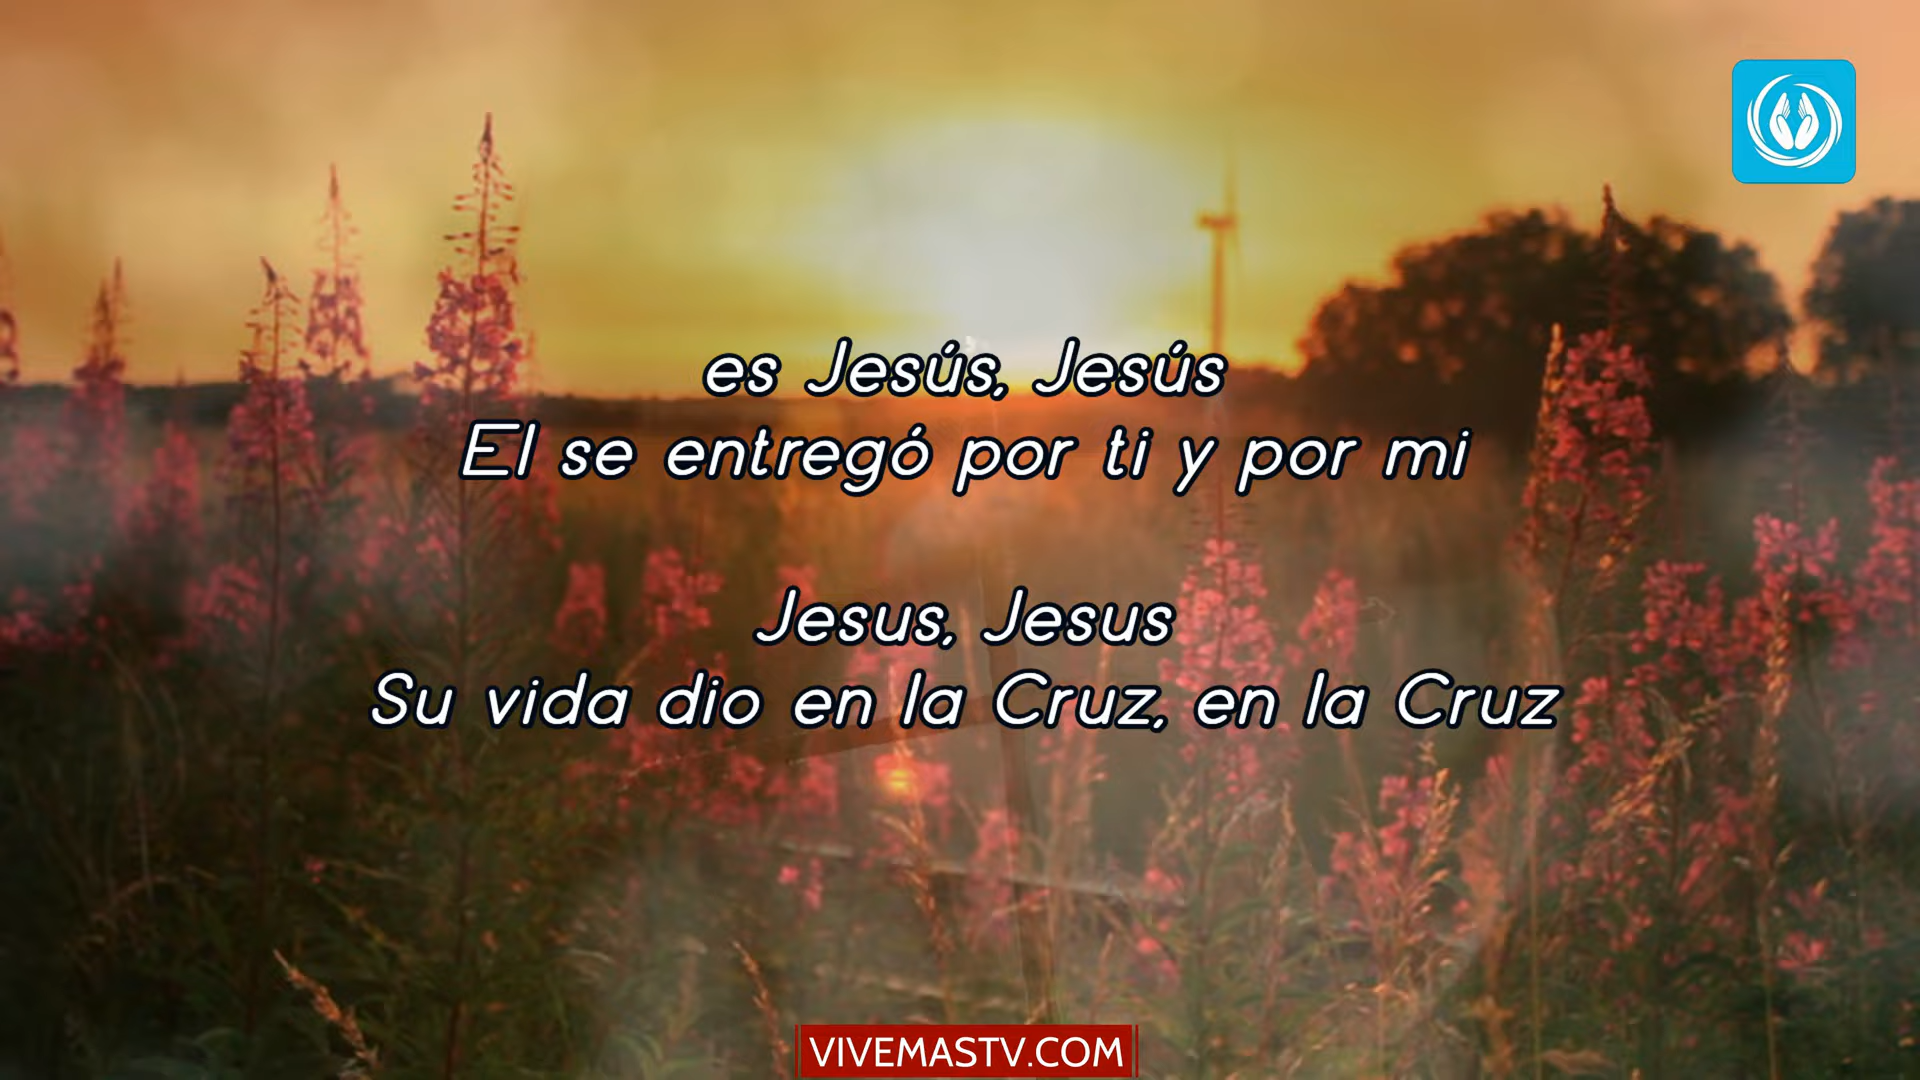 es Jesús, Jesús
El se entregó por ti y por mi
Jesus, Jesus
Su vida dio en la Cruz, en la Cruz
VIVEMASTV.COM